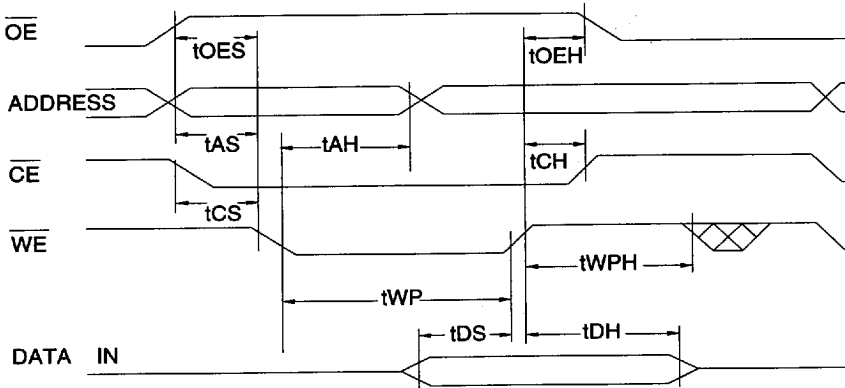 OE
tOES
tOEH
ADDRESS
tAS
tAH
tCH
CE
tCS
WE
tWPH
tWP
tDS
tDH
DATA IN